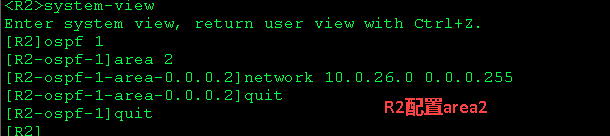 <R2>system-view
Enter system view, return user view with Ctrl+Z.
[R2]ospf 1
[R2-ospf-1]area 2
[R2-ospf-1-area-0.0.0.2]network 10.0.26.0 0.0.0.255
[R2-ospf-1-area-0.0.0.2]quit
[R2-ospf-1]quit
R2配置area2
[R2]